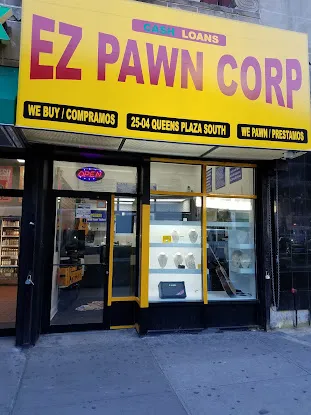 CASH LOANS
EZ PAWN CORP
WE BUY / COMPRAMOS
25-04 QUEENS PLAZA SOUTH
WE PAWN / PRESTAMOS
OPEN